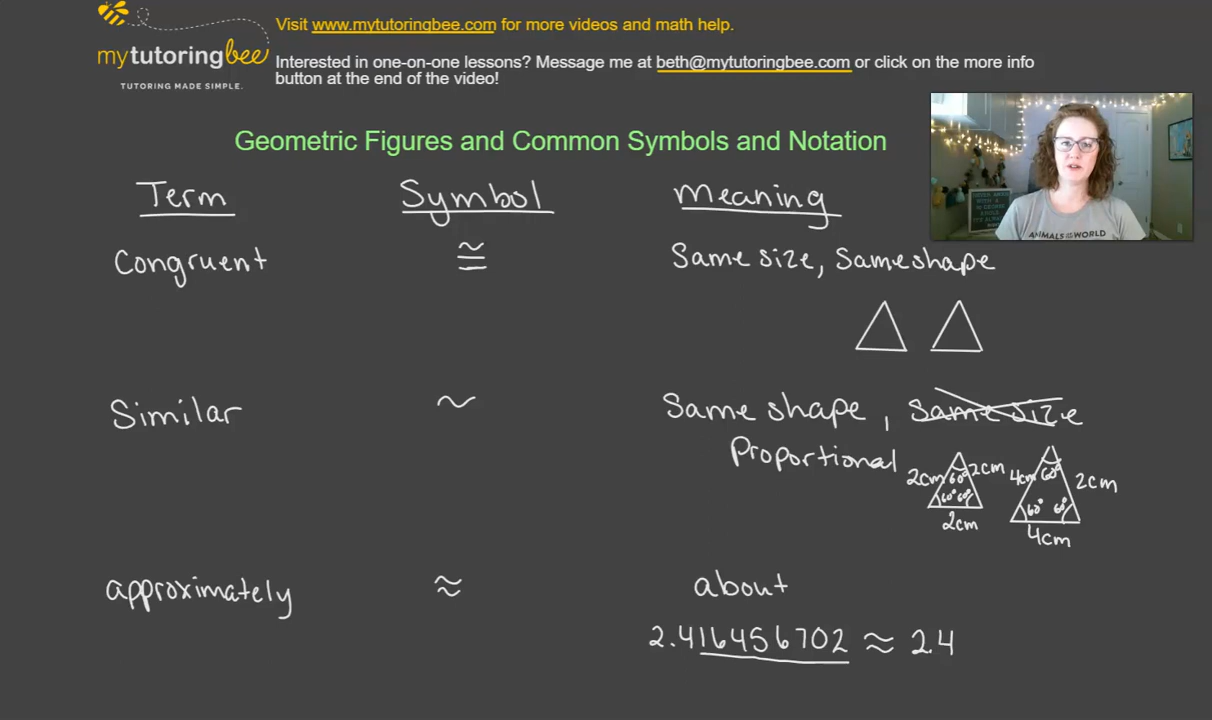 Visit www.mytutoringbee.com for more videos and math help.
mytutoringbee
TUTORING MADE SIMPLE.
Interested in one-on-one lessons? Message me at beth@mytutoringbee.com or click on the more info
button at the end of the video!
Geometric Figures and Common Symbols and Notation
Term Symbol Meaning
ANIMALS OF THE WORLD
Congruent ≅ Same size, Same shape
Similar ~ Same shape, Same size
Proportional
2cm 60° 2cm 4cm 60° 2cm
60° 60° 60° 60°
2cm 4cm
approximately ≈ about
2.416456702 ≈ 2.4